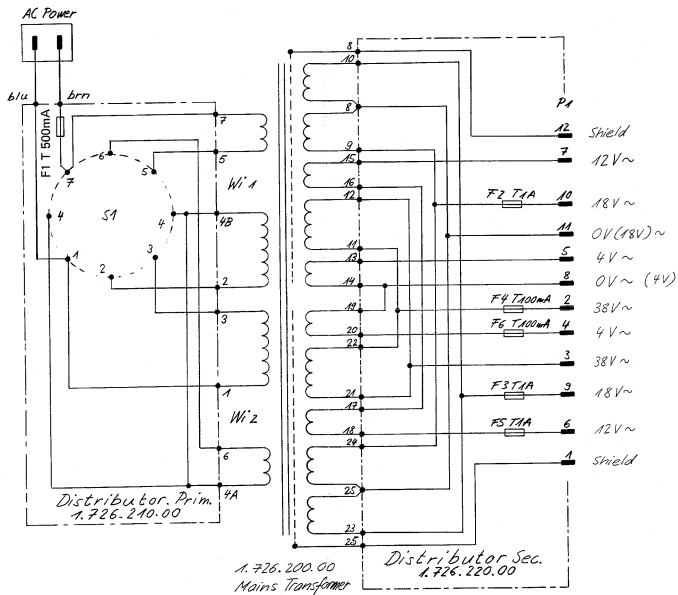 AC Power
blu
brn
F1 T 500mA
7
6
5
7
5
4
S1
4
1
2
3
Wi 1
4B
2
3
1
Wi 2
6
4A
Distributor. Prim.
1.726.210.00
8
10
8
9
15
16
12
11
13
14
19
20
22
21
17
18
24
25
23
25
1.726.200.00
Mains Transformer
P1
12 Shield
7 12V~
F2 T1A 10 18V~
11 0V(18V)~
5 4V~
8 0V~ (4V)
F4 T100mA 2 38V~
F6 T100mA 4 4V~
3 38V~
F3 T1A 9 18V~
F5 T1A 6 12V~
1 Shield
Distributor Sec.
1.726.220.00